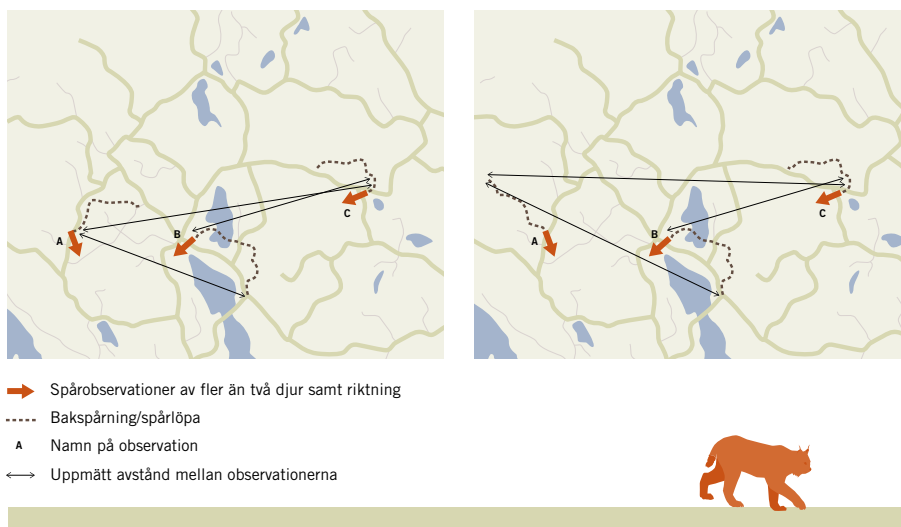 A
B
C
A
B
C
Spårobservationer av fler än två djur samt riktning
Bakspårning/spårlöpa
A Namn på observation
Uppmätt avstånd mellan observationerna